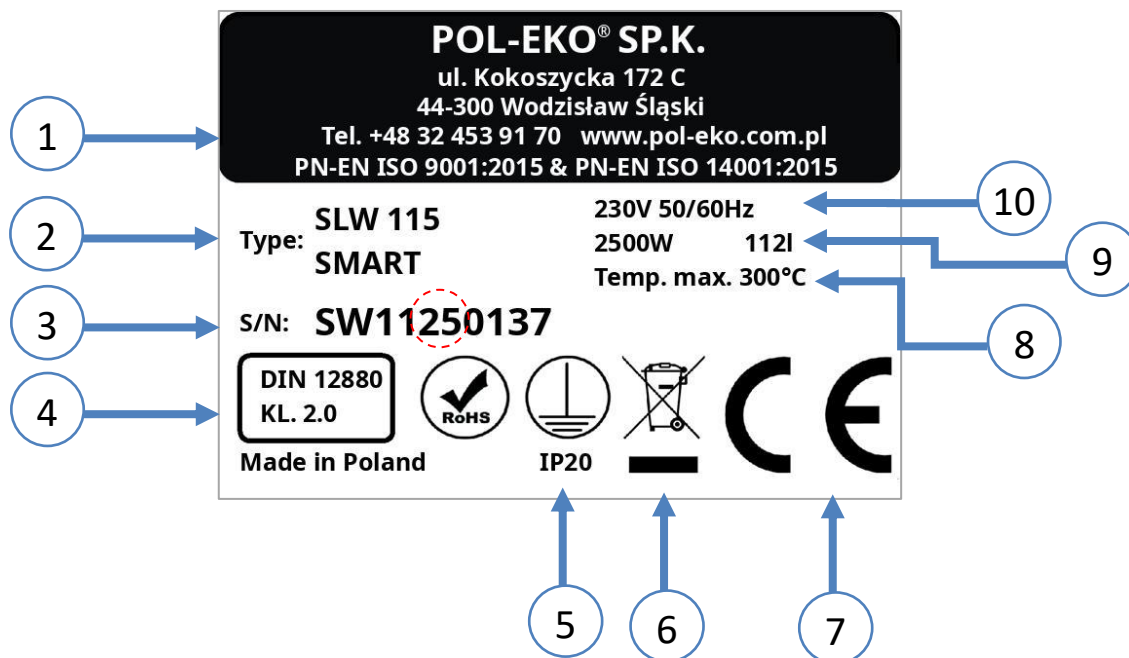 POL-EKO® SP.K.
ul. Kokoszycka 172 C
44-300 Wodzisław Śląski
Tel. +48 32 453 91 70 www.pol-eko.com.pl
PN-EN ISO 9001:2015 & PN-EN ISO 14001:2015
1
Type: SLW 115
SMART
2
230V 50/60Hz
10
2500W 112l
9
Temp. max. 300°C
8
S/N: SW11250137
3
DIN 12880
KL. 2.0
4
RoHS
CE
Made in Poland
IP20
5
6
7